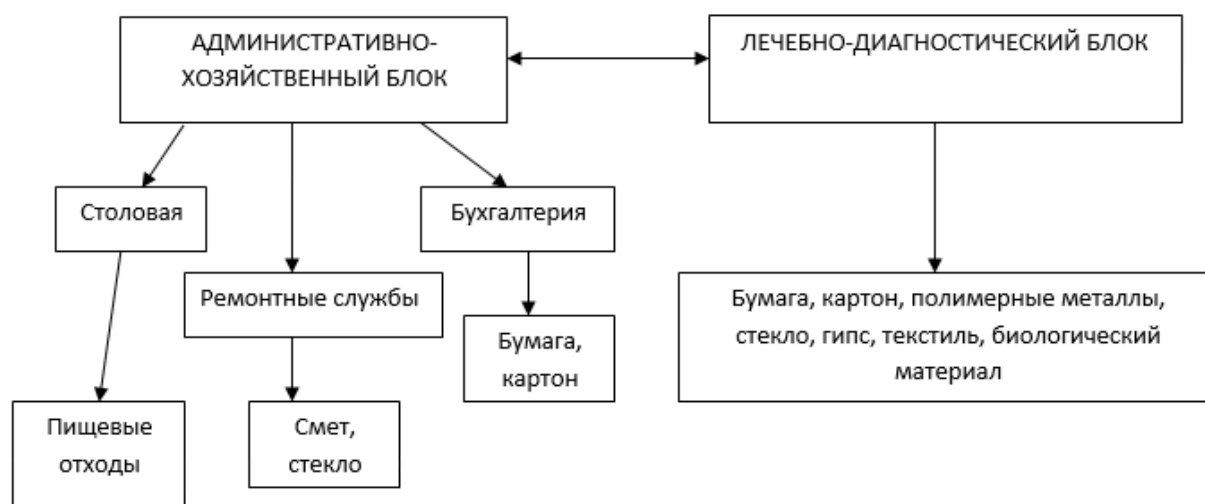 АДМИНИСТРАТИВНО-
ХОЗЯЙСТВЕННЫЙ БЛОК
ЛЕЧЕБНО-ДИАГНОСТИЧЕСКИЙ БЛОК
Столовая
Бухгалтерия
Ремонтные службы
Бумага, картон, полимерные металлы,
стекло, гипс, текстиль, биологический
материал
Бумага,
картон
Пищевые
отходы
Смет,
стекло